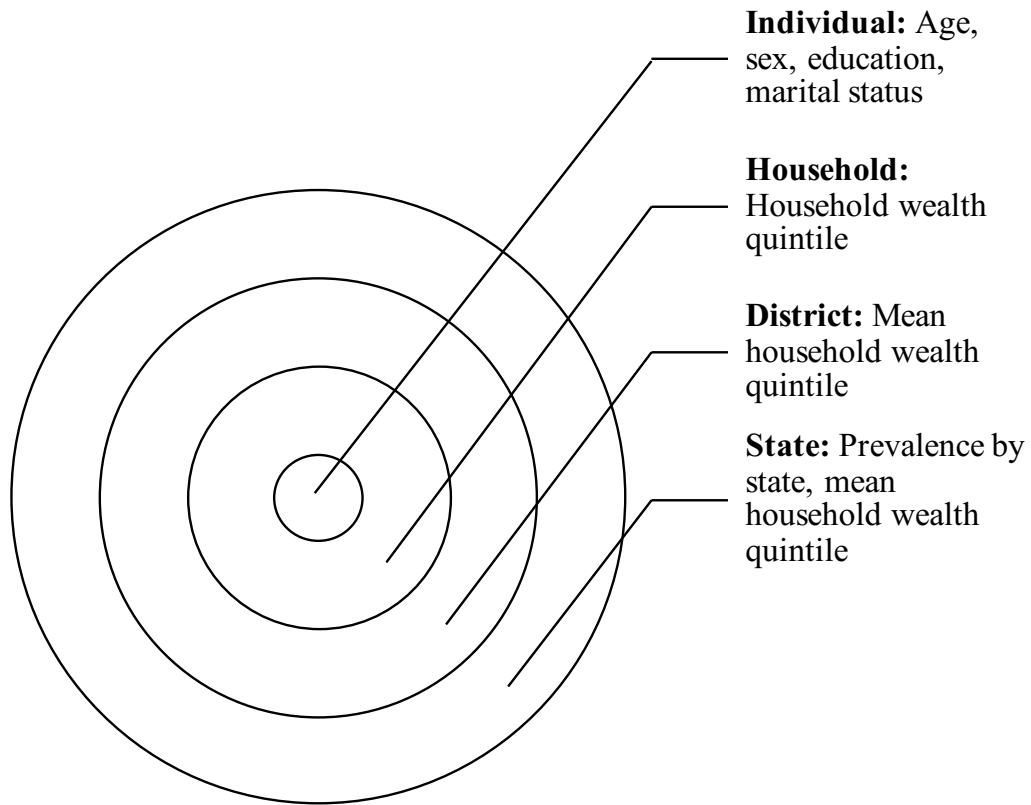 Individual: Age,
sex, education,
marital status
Household:
Household wealth
quintile
District: Mean
household wealth
quintile
State: Prevalence by
state, mean
household wealth
quintile